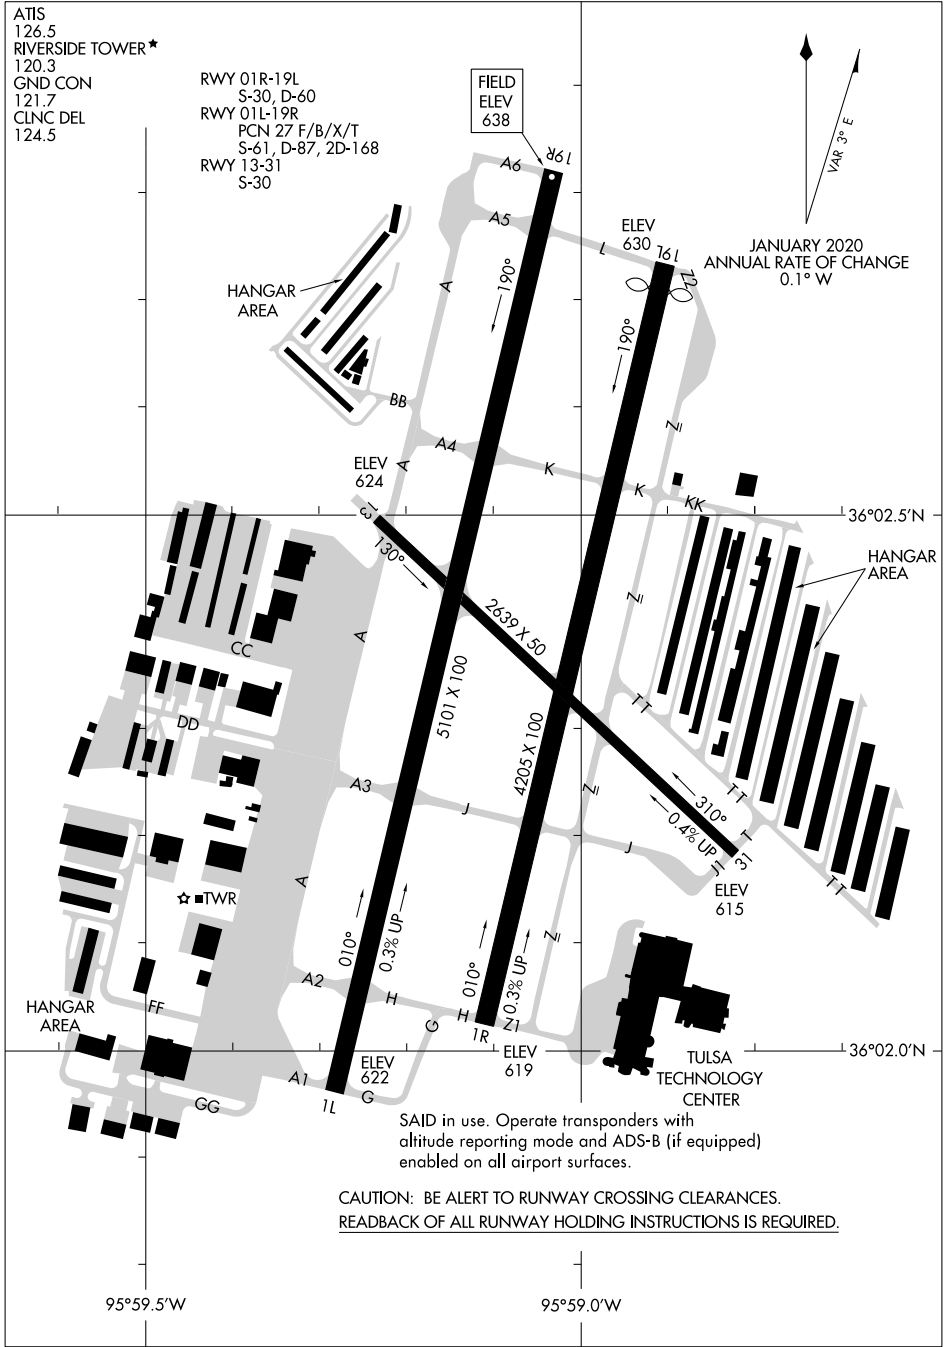 ATIS
126.5
RIVERSIDE TOWER★
120.3
GND CON
121.7
CLNC DEL
124.5
RWY 01R-19L
S-30, D-60
RWY 01L-19R
PCN 27 F/B/X/T
S-61, D-87, 2D-168
RWY 13-31
S-30
FIELD
ELEV
638
VAR 3° E
JANUARY 2020
ANNUAL RATE OF CHANGE
0.1° W
A6
19R
A5
L
ELEV
630
19L
Z2
HANGAR
AREA
A
190°
190°
BB
A4
A
K
Z
ELEV
624
13
K
KK
36°02.5'N
130°
HANGAR
AREA
2639 X 50
Z
A
CC
5101 X 100
TT
DD
4205 X 100
A3
J
Z
310°
0.4% UP
TT
T
J
J1
31
TT
ELEV
615
A
TWR
010°
0.3% UP
010°
0.3% UP
Z
A2
H
G
H
1R
Z1
HANGAR
AREA
FF
ELEV
622
ELEV
619
36°02.0'N
TULSA
TECHNOLOGY
CENTER
A1
1L
G
GG
SAID in use. Operate transponders with
altitude reporting mode and ADS-B (if equipped)
enabled on all airport surfaces.
CAUTION: BE ALERT TO RUNWAY CROSSING CLEARANCES.
READBACK OF ALL RUNWAY HOLDING INSTRUCTIONS IS REQUIRED.
95°59.5'W
95°59.0'W